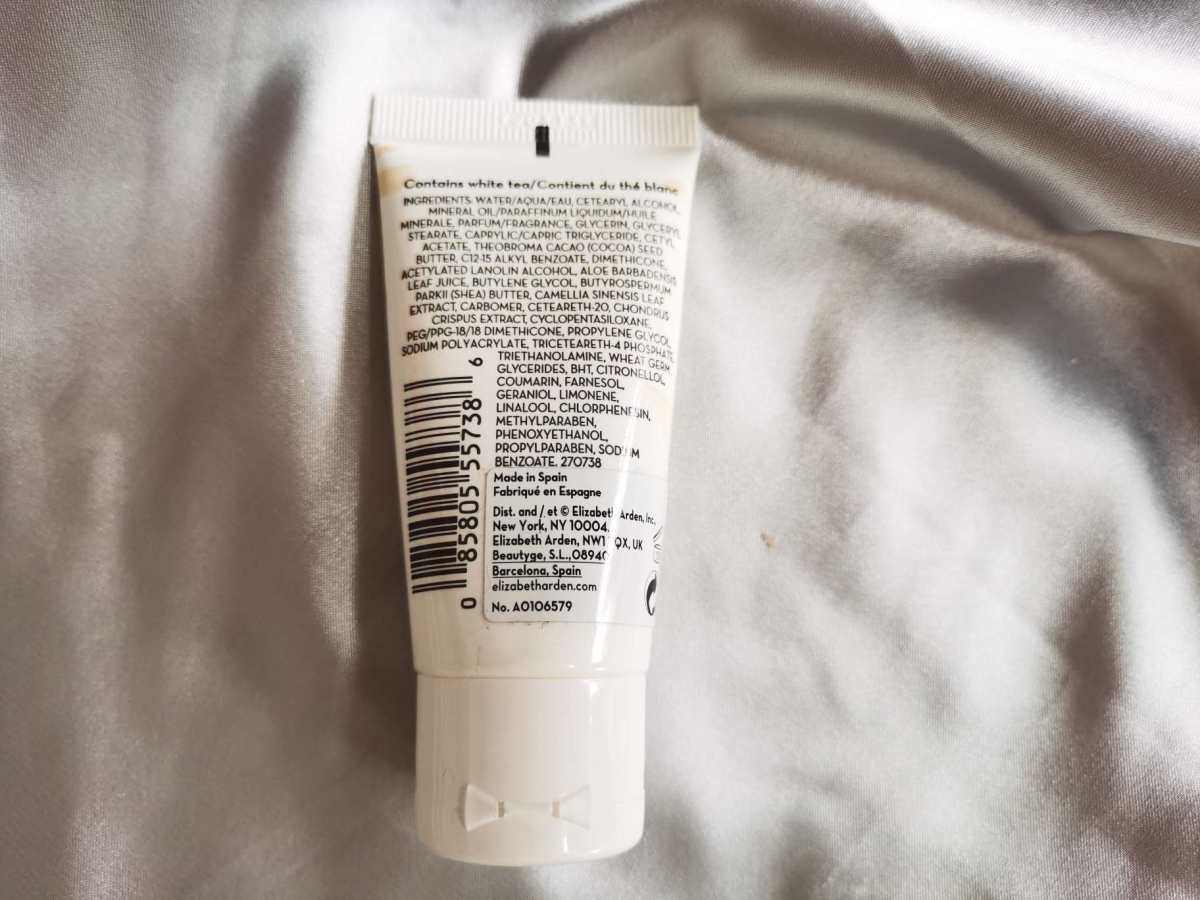 Contains white tea/Contient du thé blanc
INGREDIENTS: WATER/AQUA/EAU, CETEARYL ALCOHOL,
MINERAL OIL/PARAFFINUM LIQUIDUM/HUILE
MINERALE, PARFUM/FRAGRANCE, GLYCERIN, GLYCERYL
STEARATE, CAPRYLIC/CAPRIC TRIGLYCERIDE, CETYL
ACETATE, THEOBROMA CACAO (COCOA) SEED
BUTTER, C12-15 ALKYL BENZOATE, DIMETHICONE,
ACETYLATED LANOLIN ALCOHOL, ALOE BARBADENSIS
LEAF JUICE, BUTYLENE GLYCOL, BUTYROSPERMUM
PARKII (SHEA) BUTTER, CAMELLIA SINENSIS LEAF
EXTRACT, CARBOMER, CETEARETH-20, CHONDRUS
CRISPUS EXTRACT, CYCLOPENTASILOXANE,
PEG/PPG-18/18 DIMETHICONE, PROPYLENE GLYCOL,
SODIUM POLYACRYLATE, TRICETEARETH-4 PHOSPHATE,
TRIETHANOLAMINE, WHEAT GERM
GLYCERIDES, BHT, CITRONELLOL,
COUMARIN, FARNESOL,
GERANIOL, LIMONENE,
LINALOOL, CHLORPHENESIN,
METHYLPARABEN,
PHENOXYETHANOL,
PROPYLPARABEN, SODIUM
BENZOATE. 270738
0 85805 55738 6
Made in Spain
Fabriqué en Espagne
Dist. and / et © Elizabeth Arden, Inc.,
New York, NY 10004.
Elizabeth Arden, NW1 QX, UK
Beautyge, S.L.,
Barcelona, Spain
elizabetharden.com
No. A0106579